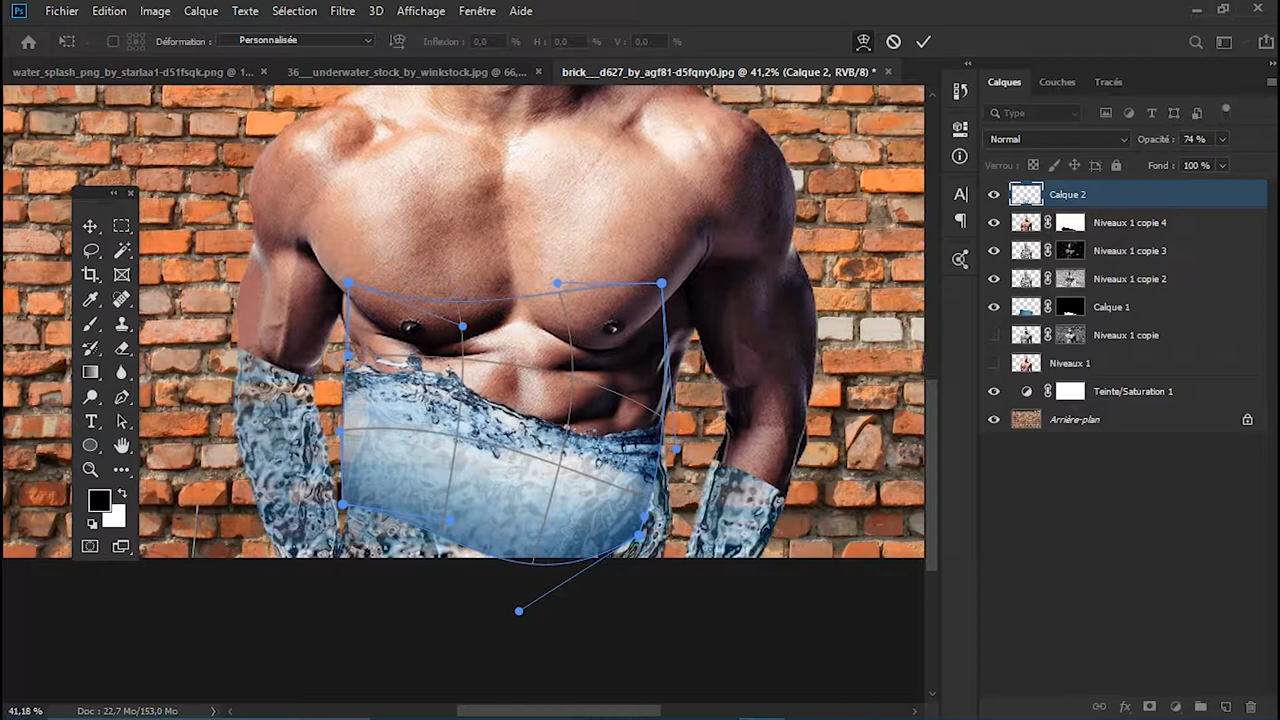 Ps Fichier Edition Image Calque Texte Sélection Filtre 3D Affichage Fenêtre Aide
Déformation : Personnalisée Inflexion : 0,0 % H : 0,0 % V : 0,0 %
water_splash_png_by_starlaa1-d51fsqk.png @ 1... × 36__underwater_stock_by_winkstock.jpg @ 66,... × brick___d627_by_agf81-d5fqny0.jpg @ 41,2% (Calque 2, RVB/8) * ×
Calques Couches Tracés
Type
Normal Opacité : 74 %
Verrou : Fond : 100 %
Calque 2
Niveaux 1 copie 4
Niveaux 1 copie 3
Niveaux 1 copie 2
Calque 1
Niveaux 1 copie
Niveaux 1
Teinte/Saturation 1
Arrière-plan
41,18 % Doc : 22,7 Mo/153,0 Mo